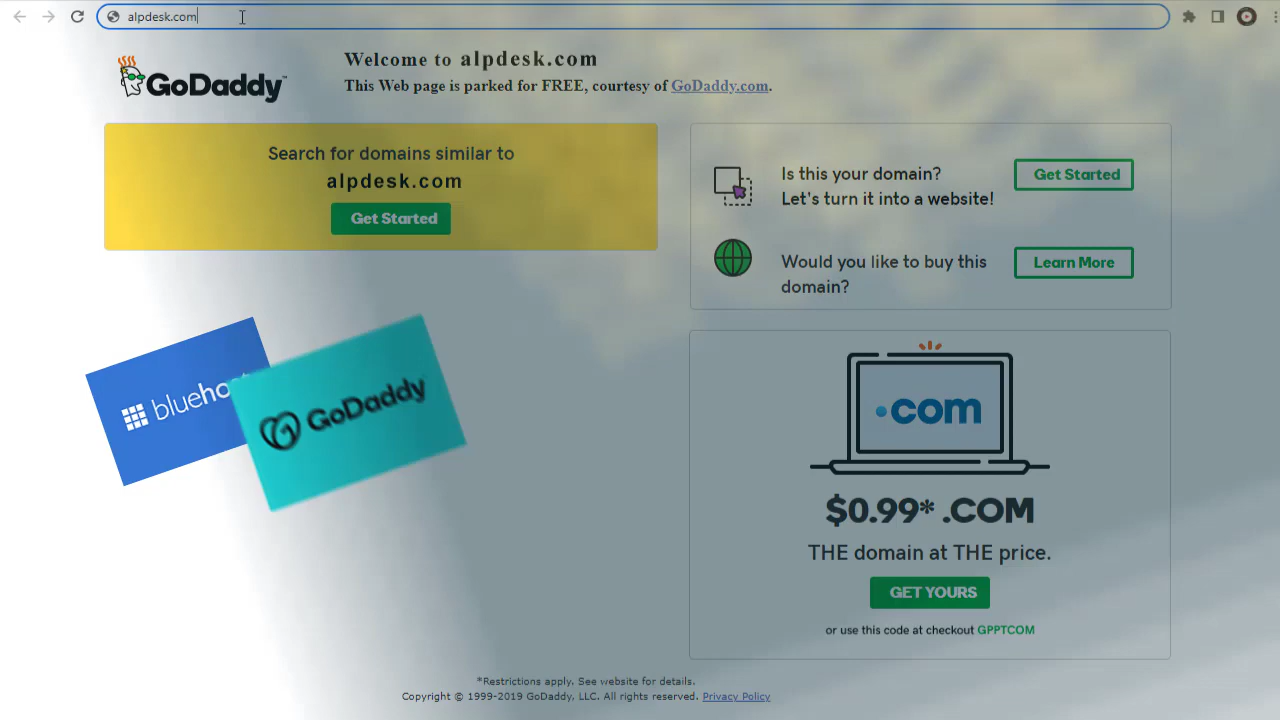 alpdesk.com
GoDaddy™
Welcome to alpdesk.com
This Web page is parked for FREE, courtesy of GoDaddy.com.
Search for domains similar to
alpdesk.com
Get Started
Is this your domain?
Let's turn it into a website!
Get Started
Would you like to buy this
domain?
Learn More
GoDaddy
.com
$0.99* .COM
THE domain at THE price.
GET YOURS
or use this code at checkout GPPTCOM
*Restrictions apply. See website for details.
Copyright © 1999-2019 GoDaddy, LLC. All rights reserved. Privacy Policy